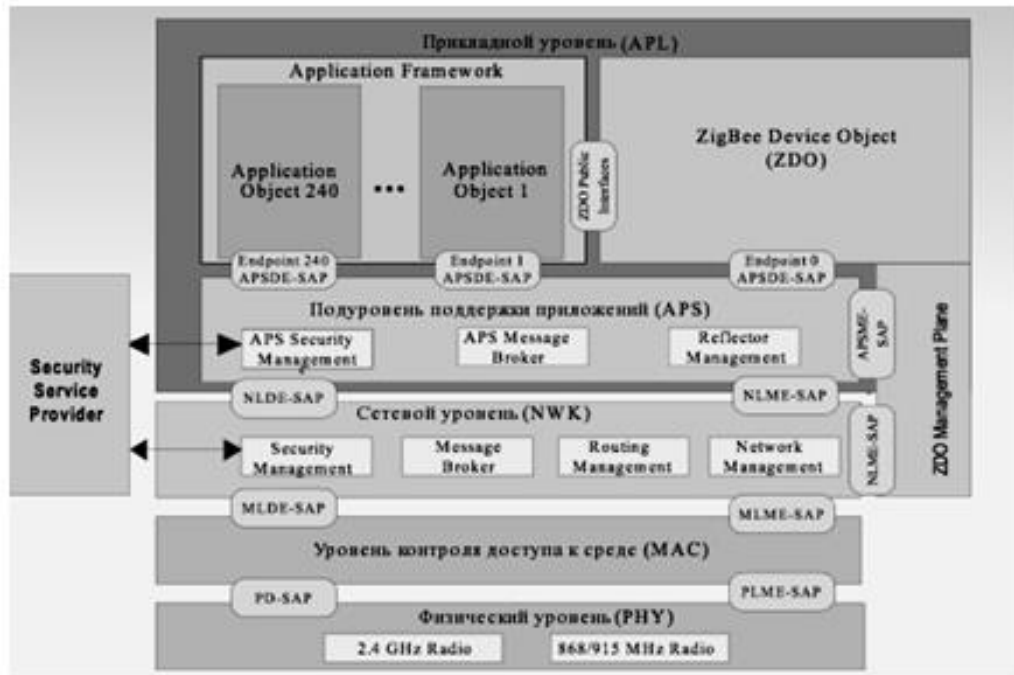 Прикладной уровень (APL)
Application Framework
Application
Object 240
...
Application
Object 1
ZDO Public
Interfaces
ZigBee Device Object
(ZDO)
Endpoint 240
APSDE-SAP
Endpoint 1
APSDE-SAP
Endpoint 0
APSDE-SAP
Подуровень поддержки приложений (APS)
APS Security
Management
APS Message
Broker
Reflector
Management
APSME-
SAP
Security
Service
Provider
ZDO Management Plane
NLDE-SAP
NLME-SAP
Сетевой уровень (NWK)
Security
Management
Message
Broker
Routing
Management
Network
Management
NLME-SAP
MLDE-SAP
MLME-SAP
Уровень контроля доступа к среде (MAC)
PD-SAP
PLME-SAP
Физический уровень (PHY)
2.4 GHz Radio
868/915 MHz Radio